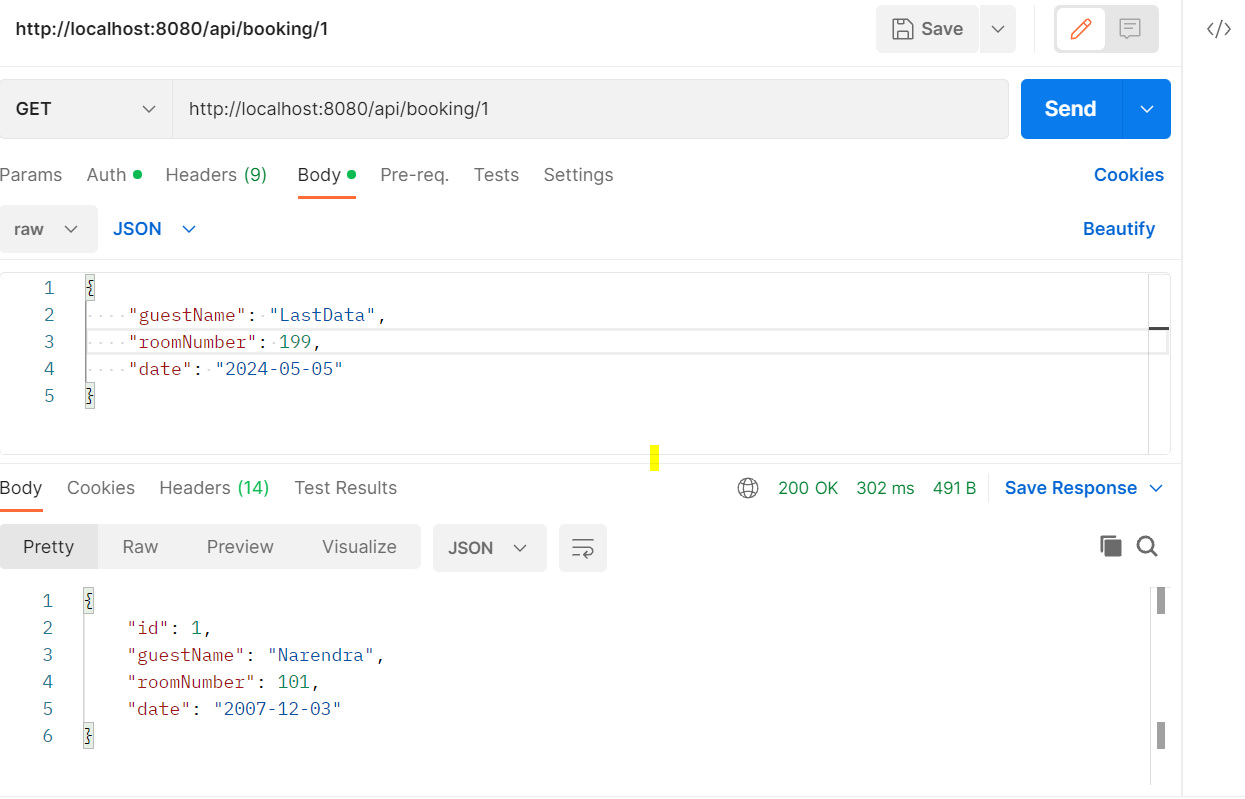 http://localhost:8080/api/booking/1 Save
GET http://localhost:8080/api/booking/1 Send
Params Auth Headers (9) Body Pre-req. Tests Settings Cookies
raw JSON Beautify
1 {
2 "guestName": "LastData",
3 "roomNumber": 199,
4 "date": "2024-05-05"
5 }
Body Cookies Headers (14) Test Results 200 OK 302 ms 491 B Save Response
Pretty Raw Preview Visualize JSON
1 {
2 "id": 1,
3 "guestName": "Narendra",
4 "roomNumber": 101,
5 "date": "2007-12-03"
6 }